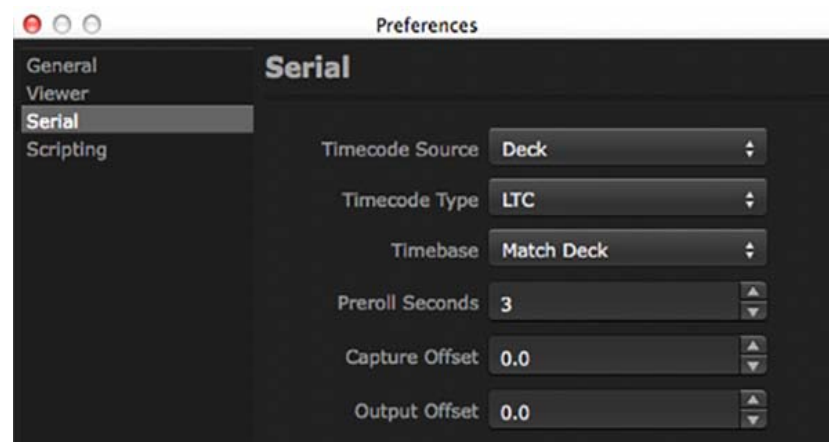 Preferences
General
Viewer
Serial
Scripting
Serial
Timecode Source Deck
Timecode Type LTC
Timebase Match Deck
Preroll Seconds 3
Capture Offset 0.0
Output Offset 0.0